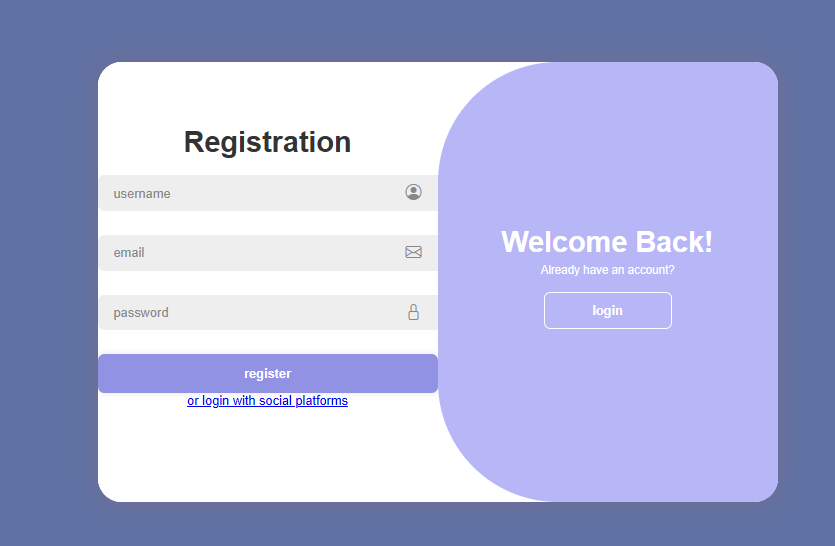 Registration
username
email
password
register
or login with social platforms
Welcome Back!
Already have an account?
login